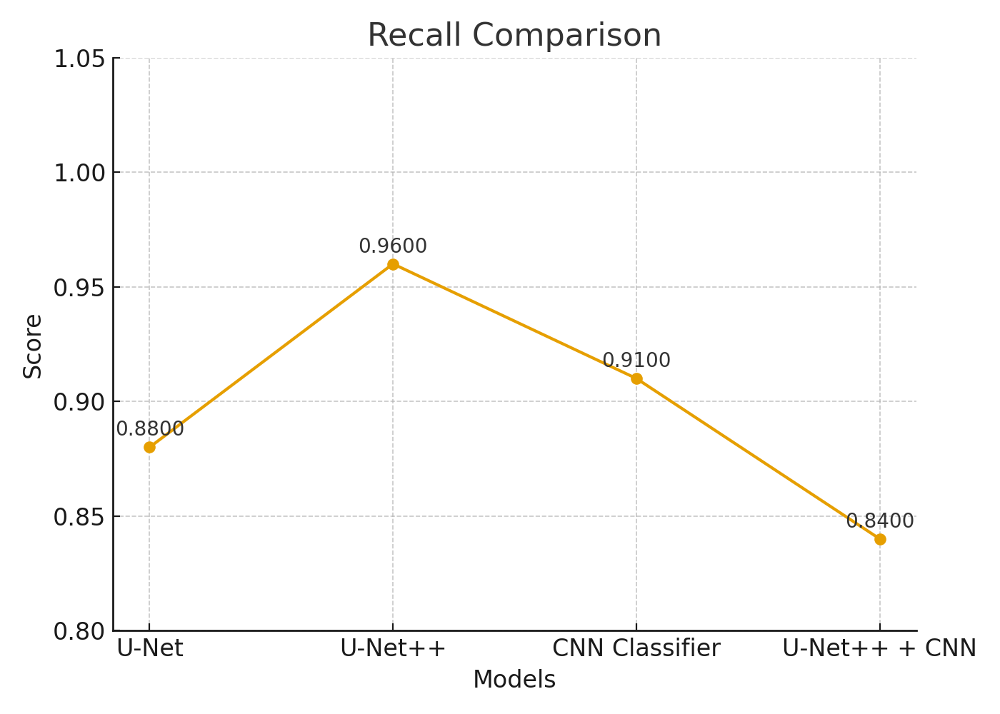 Recall Comparison
1.05
1.00
0.95
0.90
0.85
0.80
Score
0.8800
0.9600
0.9100
0.8400
U-Net
U-Net++
CNN Classifier
U-Net++ + CNN
Models